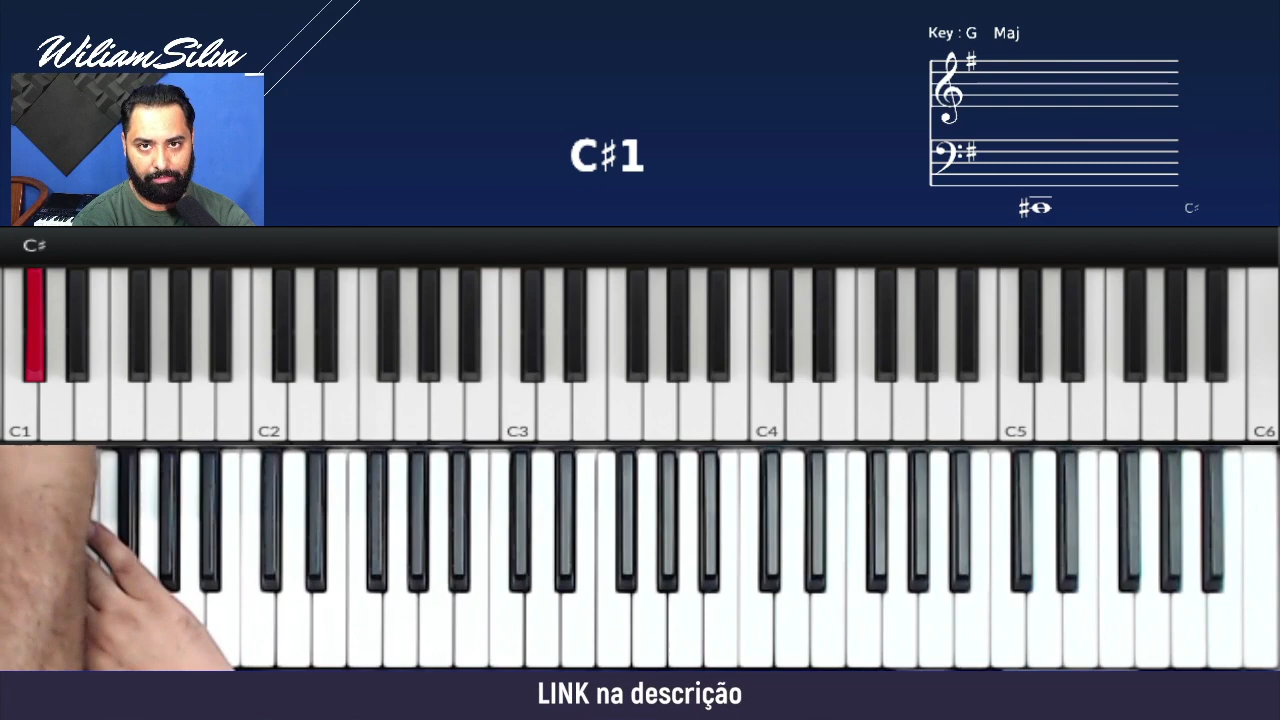 WiliamSilva
Key : G Maj
C♯1
C♯
C♯
C1 C2 C3 C4 C5 C6
LINK na descrição